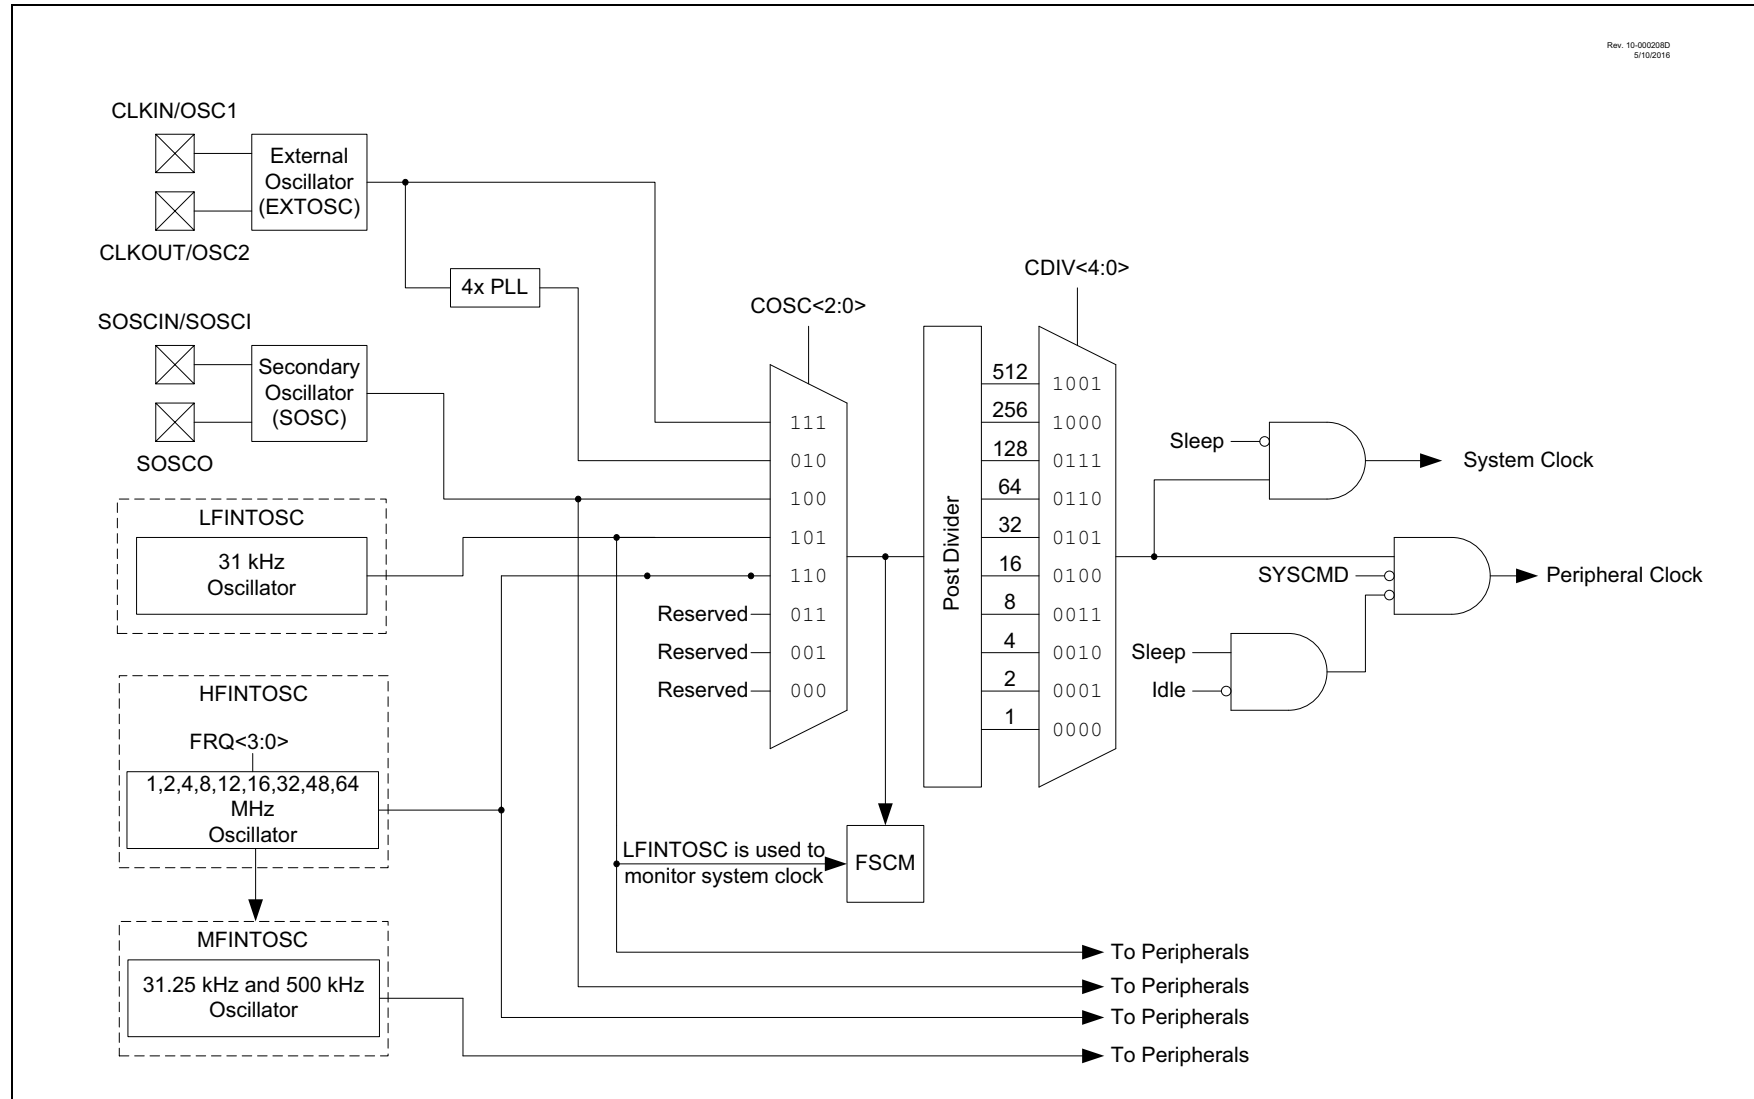 Rev. 10-000208D
5/10/2016
CLKIN/OSC1
External
Oscillator
(EXTOSC)
CLKOUT/OSC2
4x PLL
SOSCIN/SOSCI
Secondary
Oscillator
(SOSC)
SOSCO
LFINTOSC
31 kHz
Oscillator
HFINTOSC
FRQ<3:0>
1,2,4,8,12,16,32,48,64
MHz
Oscillator
MFINTOSC
31.25 kHz and 500 kHz
Oscillator
COSC<2:0>
111
010
100
101
110
Reserved 011
Reserved 001
Reserved 000
LFINTOSC is used to
monitor system clock
FSCM
Post Divider
CDIV<4:0>
512 1001
256 1000
128 0111
64 0110
32 0101
16 0100
8 0011
4 0010
2 0001
1 0000
Sleep
System Clock
SYSCMD
Peripheral Clock
Sleep
Idle
To Peripherals
To Peripherals
To Peripherals
To Peripherals